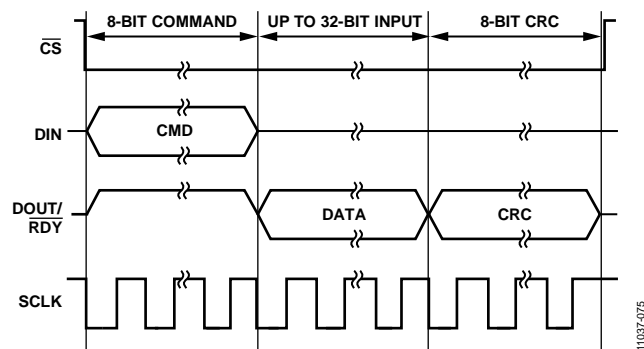 8-BIT COMMAND UP TO 32-BIT INPUT 8-BIT CRC
CS
DIN
CMD
DOUT/
RDY
DATA
CRC
SCLK
11037-075